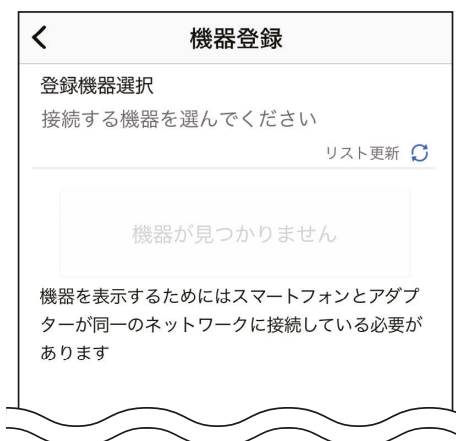 機器登録
登録機器選択
接続する機器を選んでください
リスト更新
機器が見つかりません
機器を表示するためにはスマートフォンとアダプ
ターが同一のネットワークに接続している必要が
あります